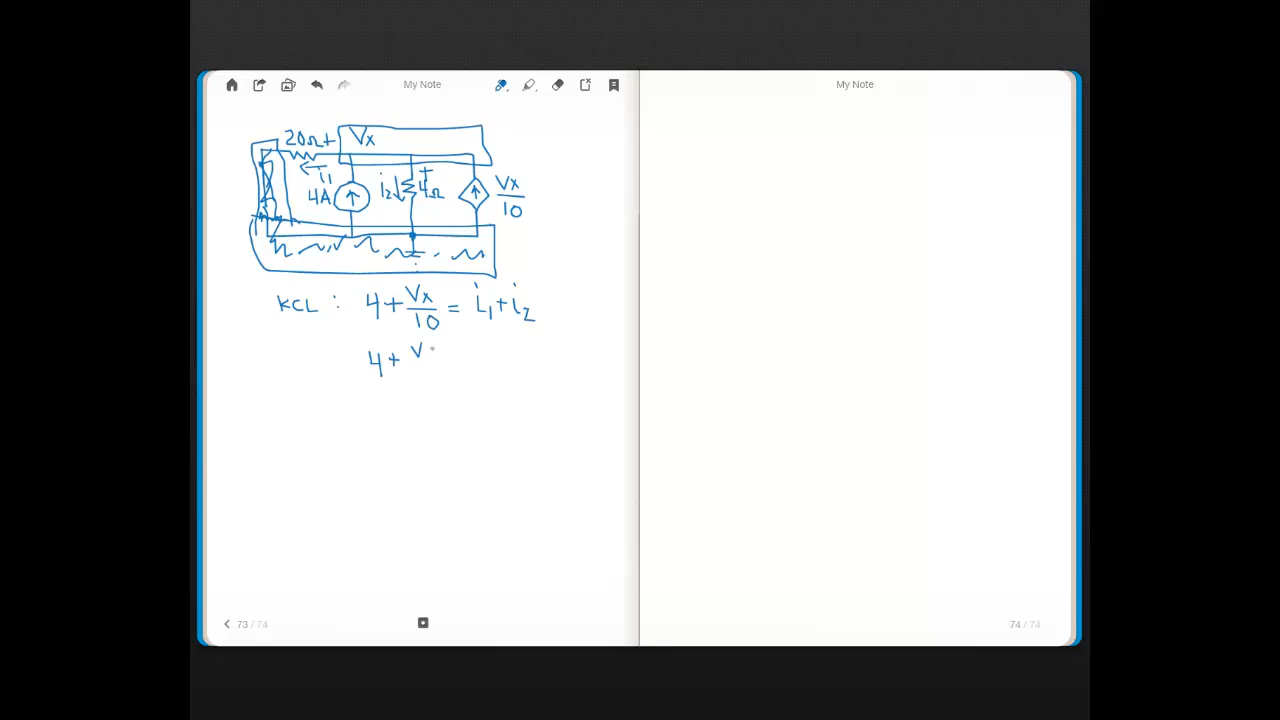 My Note
My Note
20Ω + Vx
i1
4A
i2
+
4Ω
Vx/10
KCL : 4 + Vx/10 = i1 + i2
4 + V
73 / 74
74 / 74